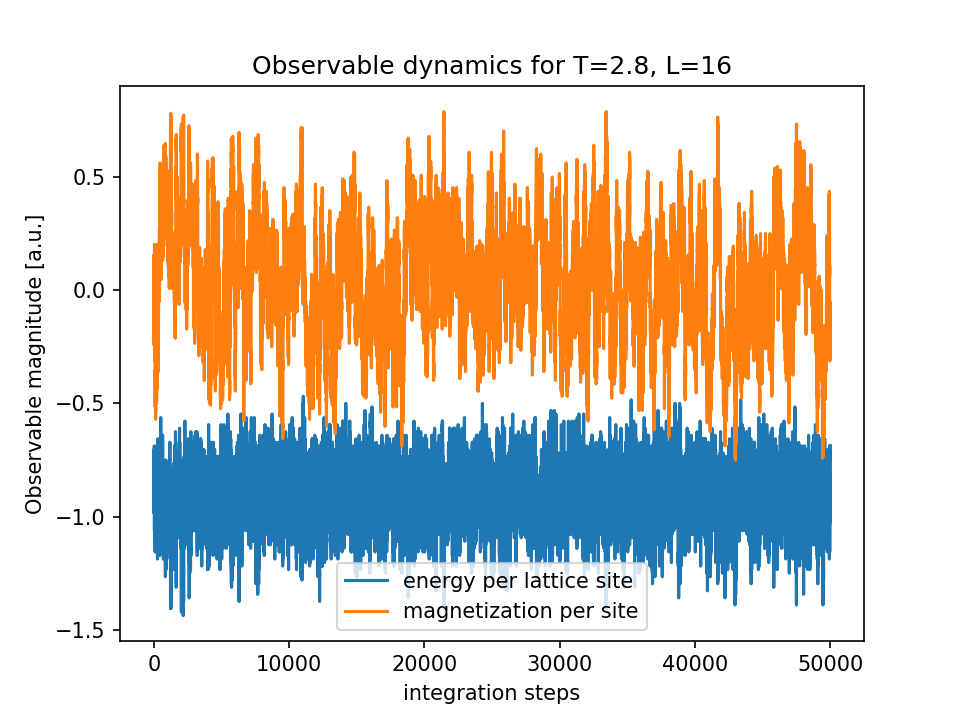 Observable dynamics for T=2.8, L=16
Observable magnitude [a.u.]
0.5
0.0
−0.5
−1.0
−1.5
energy per lattice site
magnetization per site
0 10000 20000 30000 40000 50000
integration steps